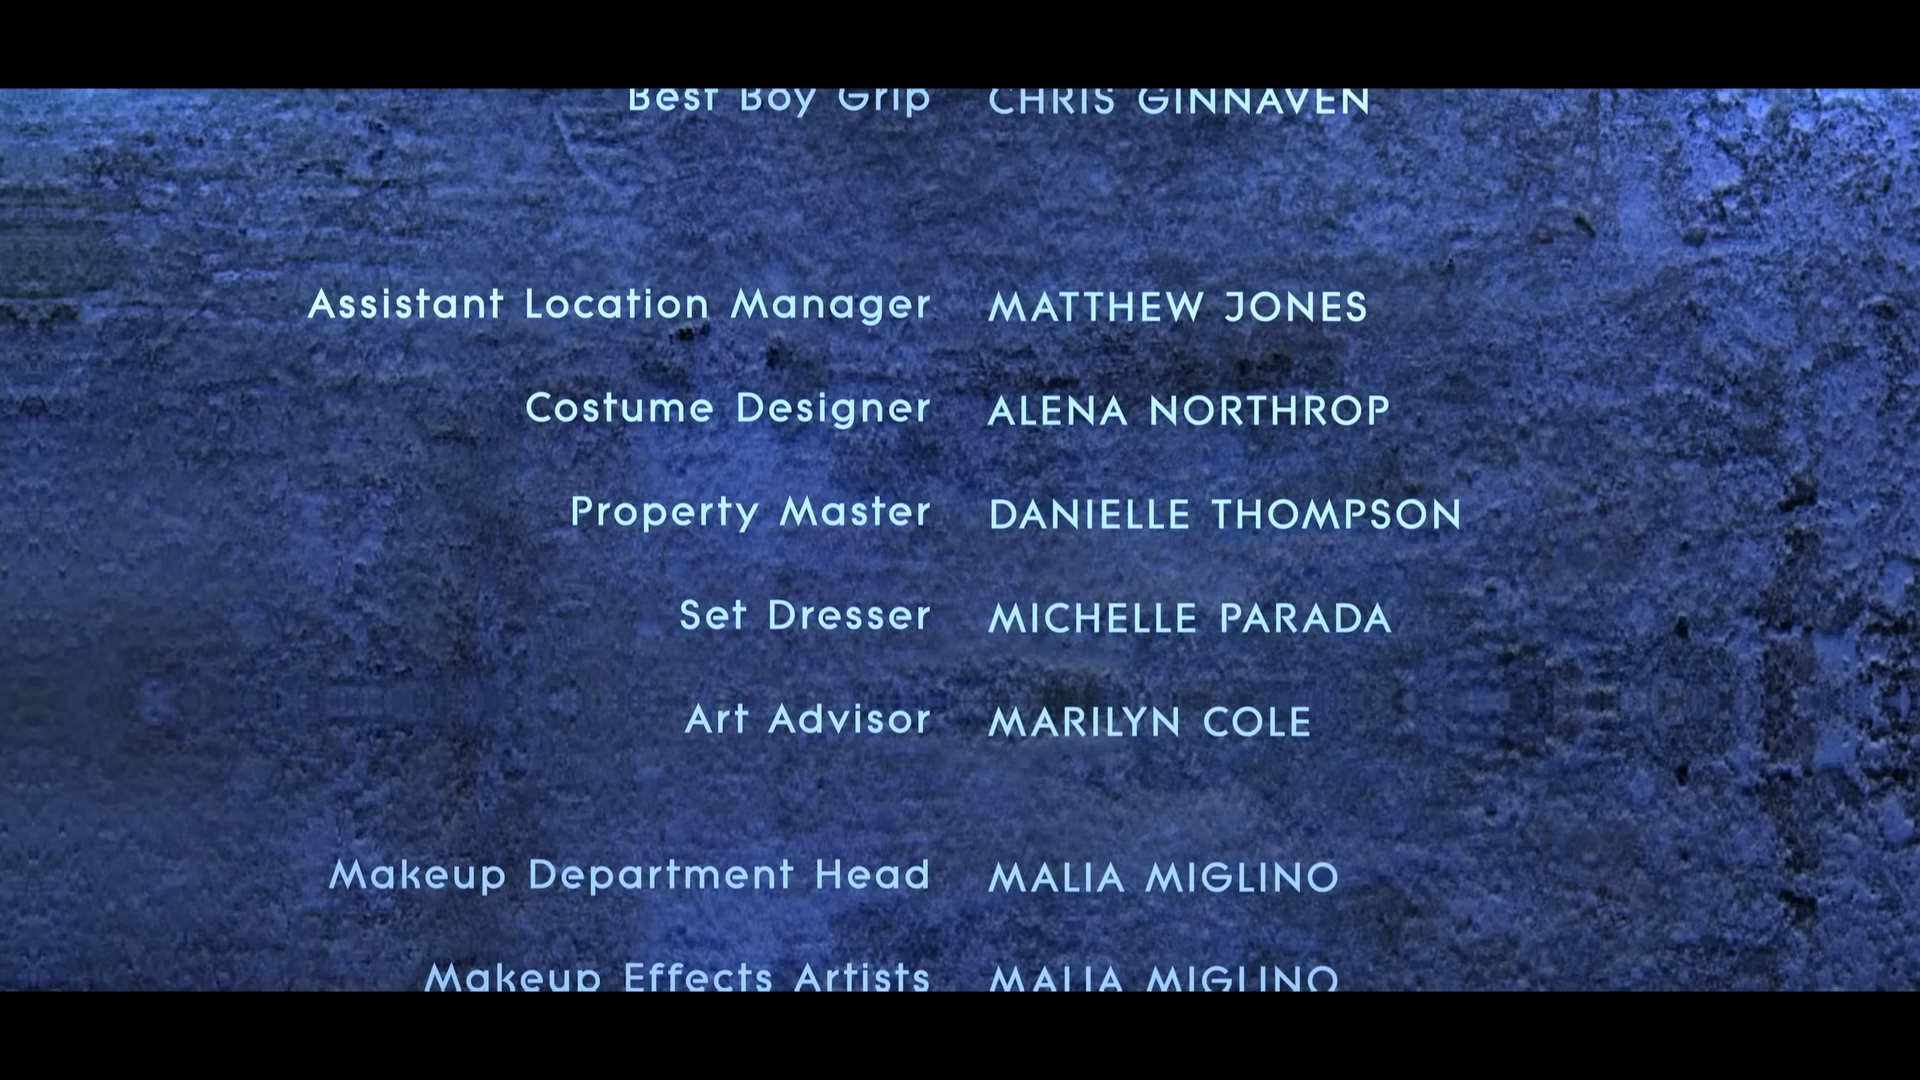 Best Boy Grip CHRIS GINNAVEN
Assistant Location Manager MATTHEW JONES
Costume Designer ALENA NORTHROP
Property Master DANIELLE THOMPSON
Set Dresser MICHELLE PARADA
Art Advisor MARILYN COLE
Makeup Department Head MALIA MIGLINO
Makeup Effects Artists MALIA MIGLINO